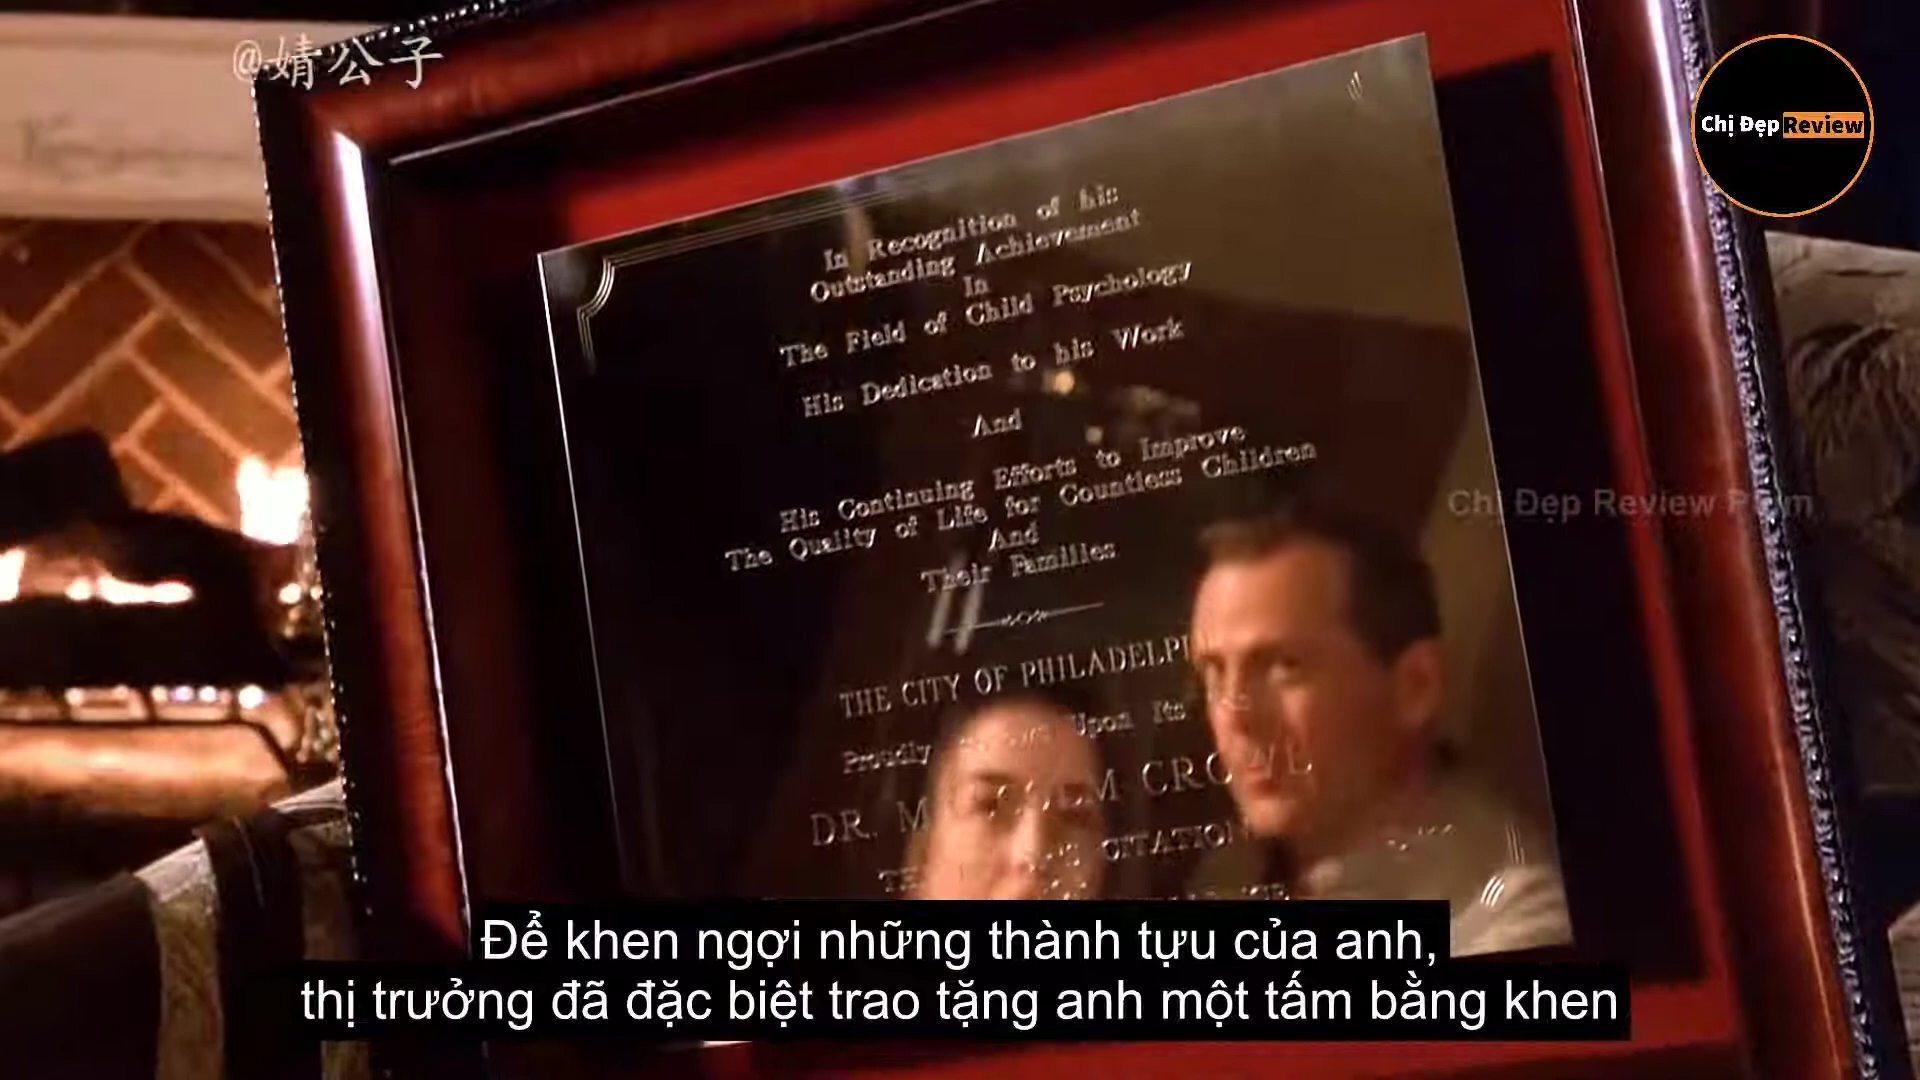 @婧公子
Chị Đẹp Review
In Recognition of his
Outstanding Achievement
In
The Field of Child Psychology
His Dedication to his Work
And
His Continuing Efforts to Improve
The Quality of Life for Countless Children
And
Their Families
Chị Đẹp Review Phim
THE CITY OF PHILADELPH
Proudly Upon Its
DR. CROWE
CITATION
Để khen ngợi những thành tựu của anh,
thị trưởng đã đặc biệt trao tặng anh một tấm bằng khen